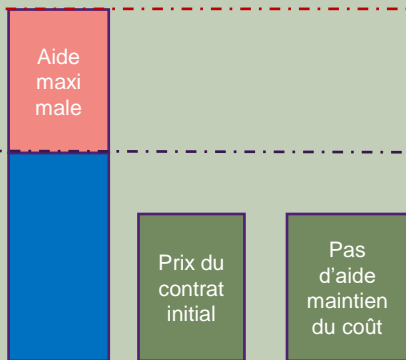 Aide
maxi
male
Prix du
contrat
initial
Pas
d'aide
maintien
du coût